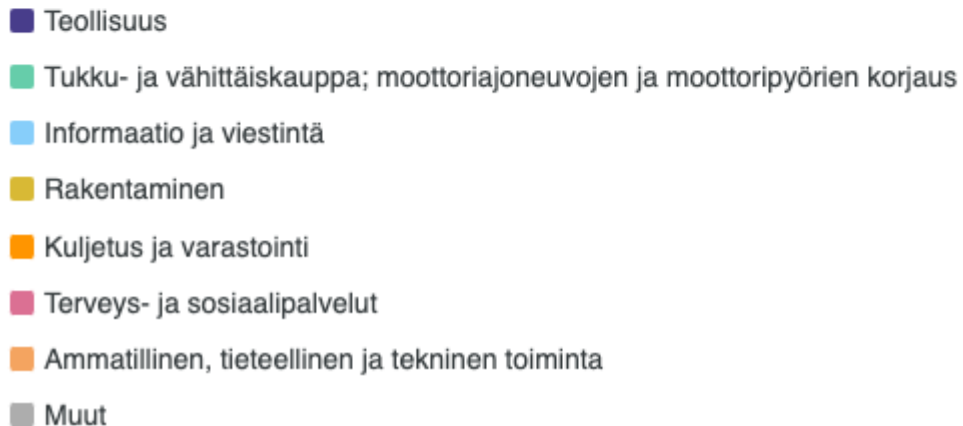 Teollisuus
Tukku- ja vähittäiskauppa; moottoriajoneuvojen ja moottoripyörien korjaus
Informaatio ja viestintä
Rakentaminen
Kuljetus ja varastointi
Terveys- ja sosiaalipalvelut
Ammatillinen, tieteellinen ja tekninen toiminta
Muut